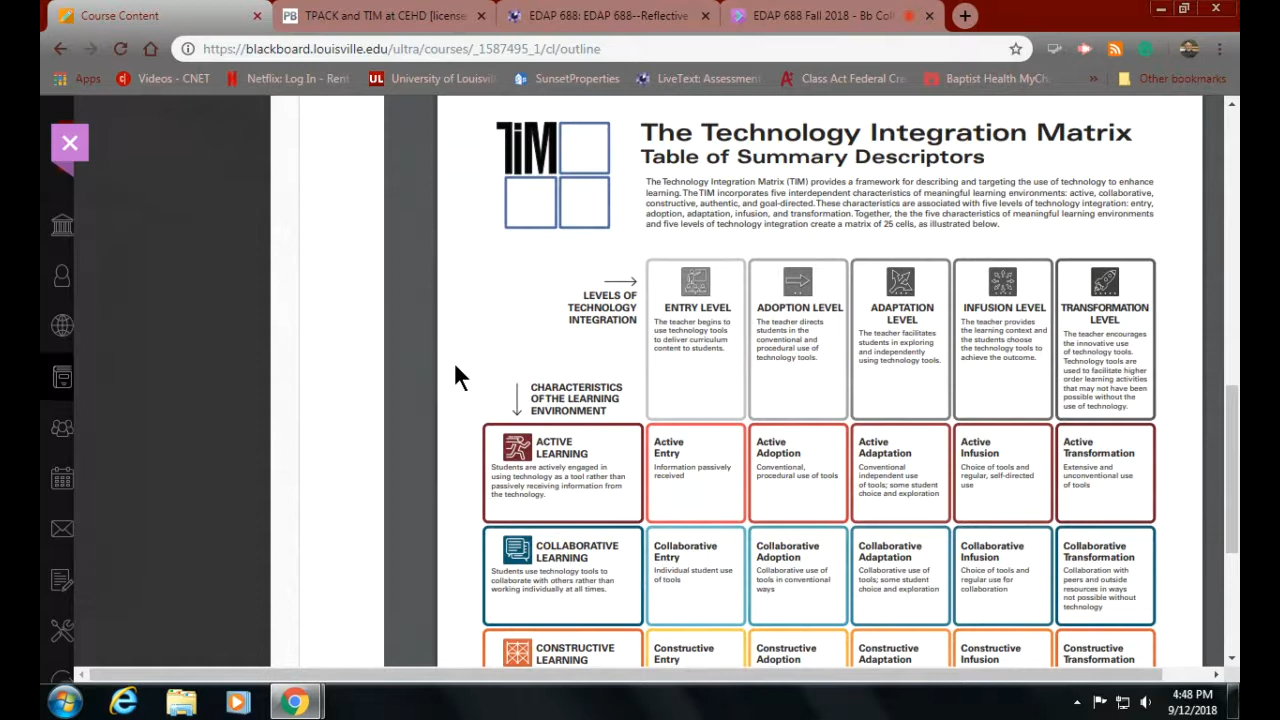 Course Content
TPACK and TIM at CEHD [license
EDAP 688: EDAP 688--Reflective
EDAP 688 Fall 2018 - Bb Coll
https://blackboard.louisville.edu/ultra/courses/_1587495_1/cl/outline
Apps
Videos - CNET
Netflix: Log In - Rent
University of Louisvil
SunsetProperties
LiveText: Assessment
Class Act Federal Cre
Baptist Health MyCh
Other bookmarks
TiM
The Technology Integration Matrix
Table of Summary Descriptors
The Technology Integration Matrix (TIM) provides a framework for describing and targeting the use of technology to enhance
learning. The TIM incorporates five interdependent characteristics of meaningful learning environments: active, collaborative,
constructive, authentic, and goal-directed. These characteristics are associated with five levels of technology integration: entry,
adoption, adaptation, infusion, and transformation. Together, the the five characteristics of meaningful learning environments
and five levels of technology integration create a matrix of 25 cells, as illustrated below.
LEVELS OF
TECHNOLOGY
INTEGRATION
CHARACTERISTICS
OF THE LEARNING
ENVIRONMENT
ENTRY LEVEL
The teacher begins to
use technology tools
to deliver curriculum
content to students.
ADOPTION LEVEL
The teacher directs
students in the
conventional and
procedural use of
technology tools.
ADAPTATION
LEVEL
The teacher facilitates
students in exploring
and independently
using technology tools.
INFUSION LEVEL
The teacher provides
the learning context and
the students choose
the technology tools to
achieve the outcome.
TRANSFORMATION
LEVEL
The teacher encourages
the innovative use
of technology tools.
Technology tools are
used to facilitate higher
order learning activities
that may not have been
possible without the
use of technology.
ACTIVE
LEARNING
Students are actively engaged in
using technology as a tool rather than
passively receiving information from
the technology.
Active
Entry
Information passively
received
Active
Adoption
Conventional,
procedural use of tools
Active
Adaptation
Conventional
independent use
of tools; some student
choice and exploration
Active
Infusion
Choice of tools and
regular, self-directed
use
Active
Transformation
Extensive and
unconventional use
of tools
COLLABORATIVE
LEARNING
Students use technology tools to
collaborate with others rather than
working individually at all times.
Collaborative
Entry
Individual student use
of tools
Collaborative
Adoption
Collaborative use of
tools in conventional
ways
Collaborative
Adaptation
Collaborative use of
tools; some student
choice and exploration
Collaborative
Infusion
Choice of tools and
regular use for
collaboration
Collaborative
Transformation
Collaboration with
peers and outside
resources in ways
not possible without
technology
CONSTRUCTIVE
LEARNING
Constructive
Entry
Constructive
Adoption
Constructive
Adaptation
Constructive
Infusion
Constructive
Transformation
4:48 PM
9/12/2018